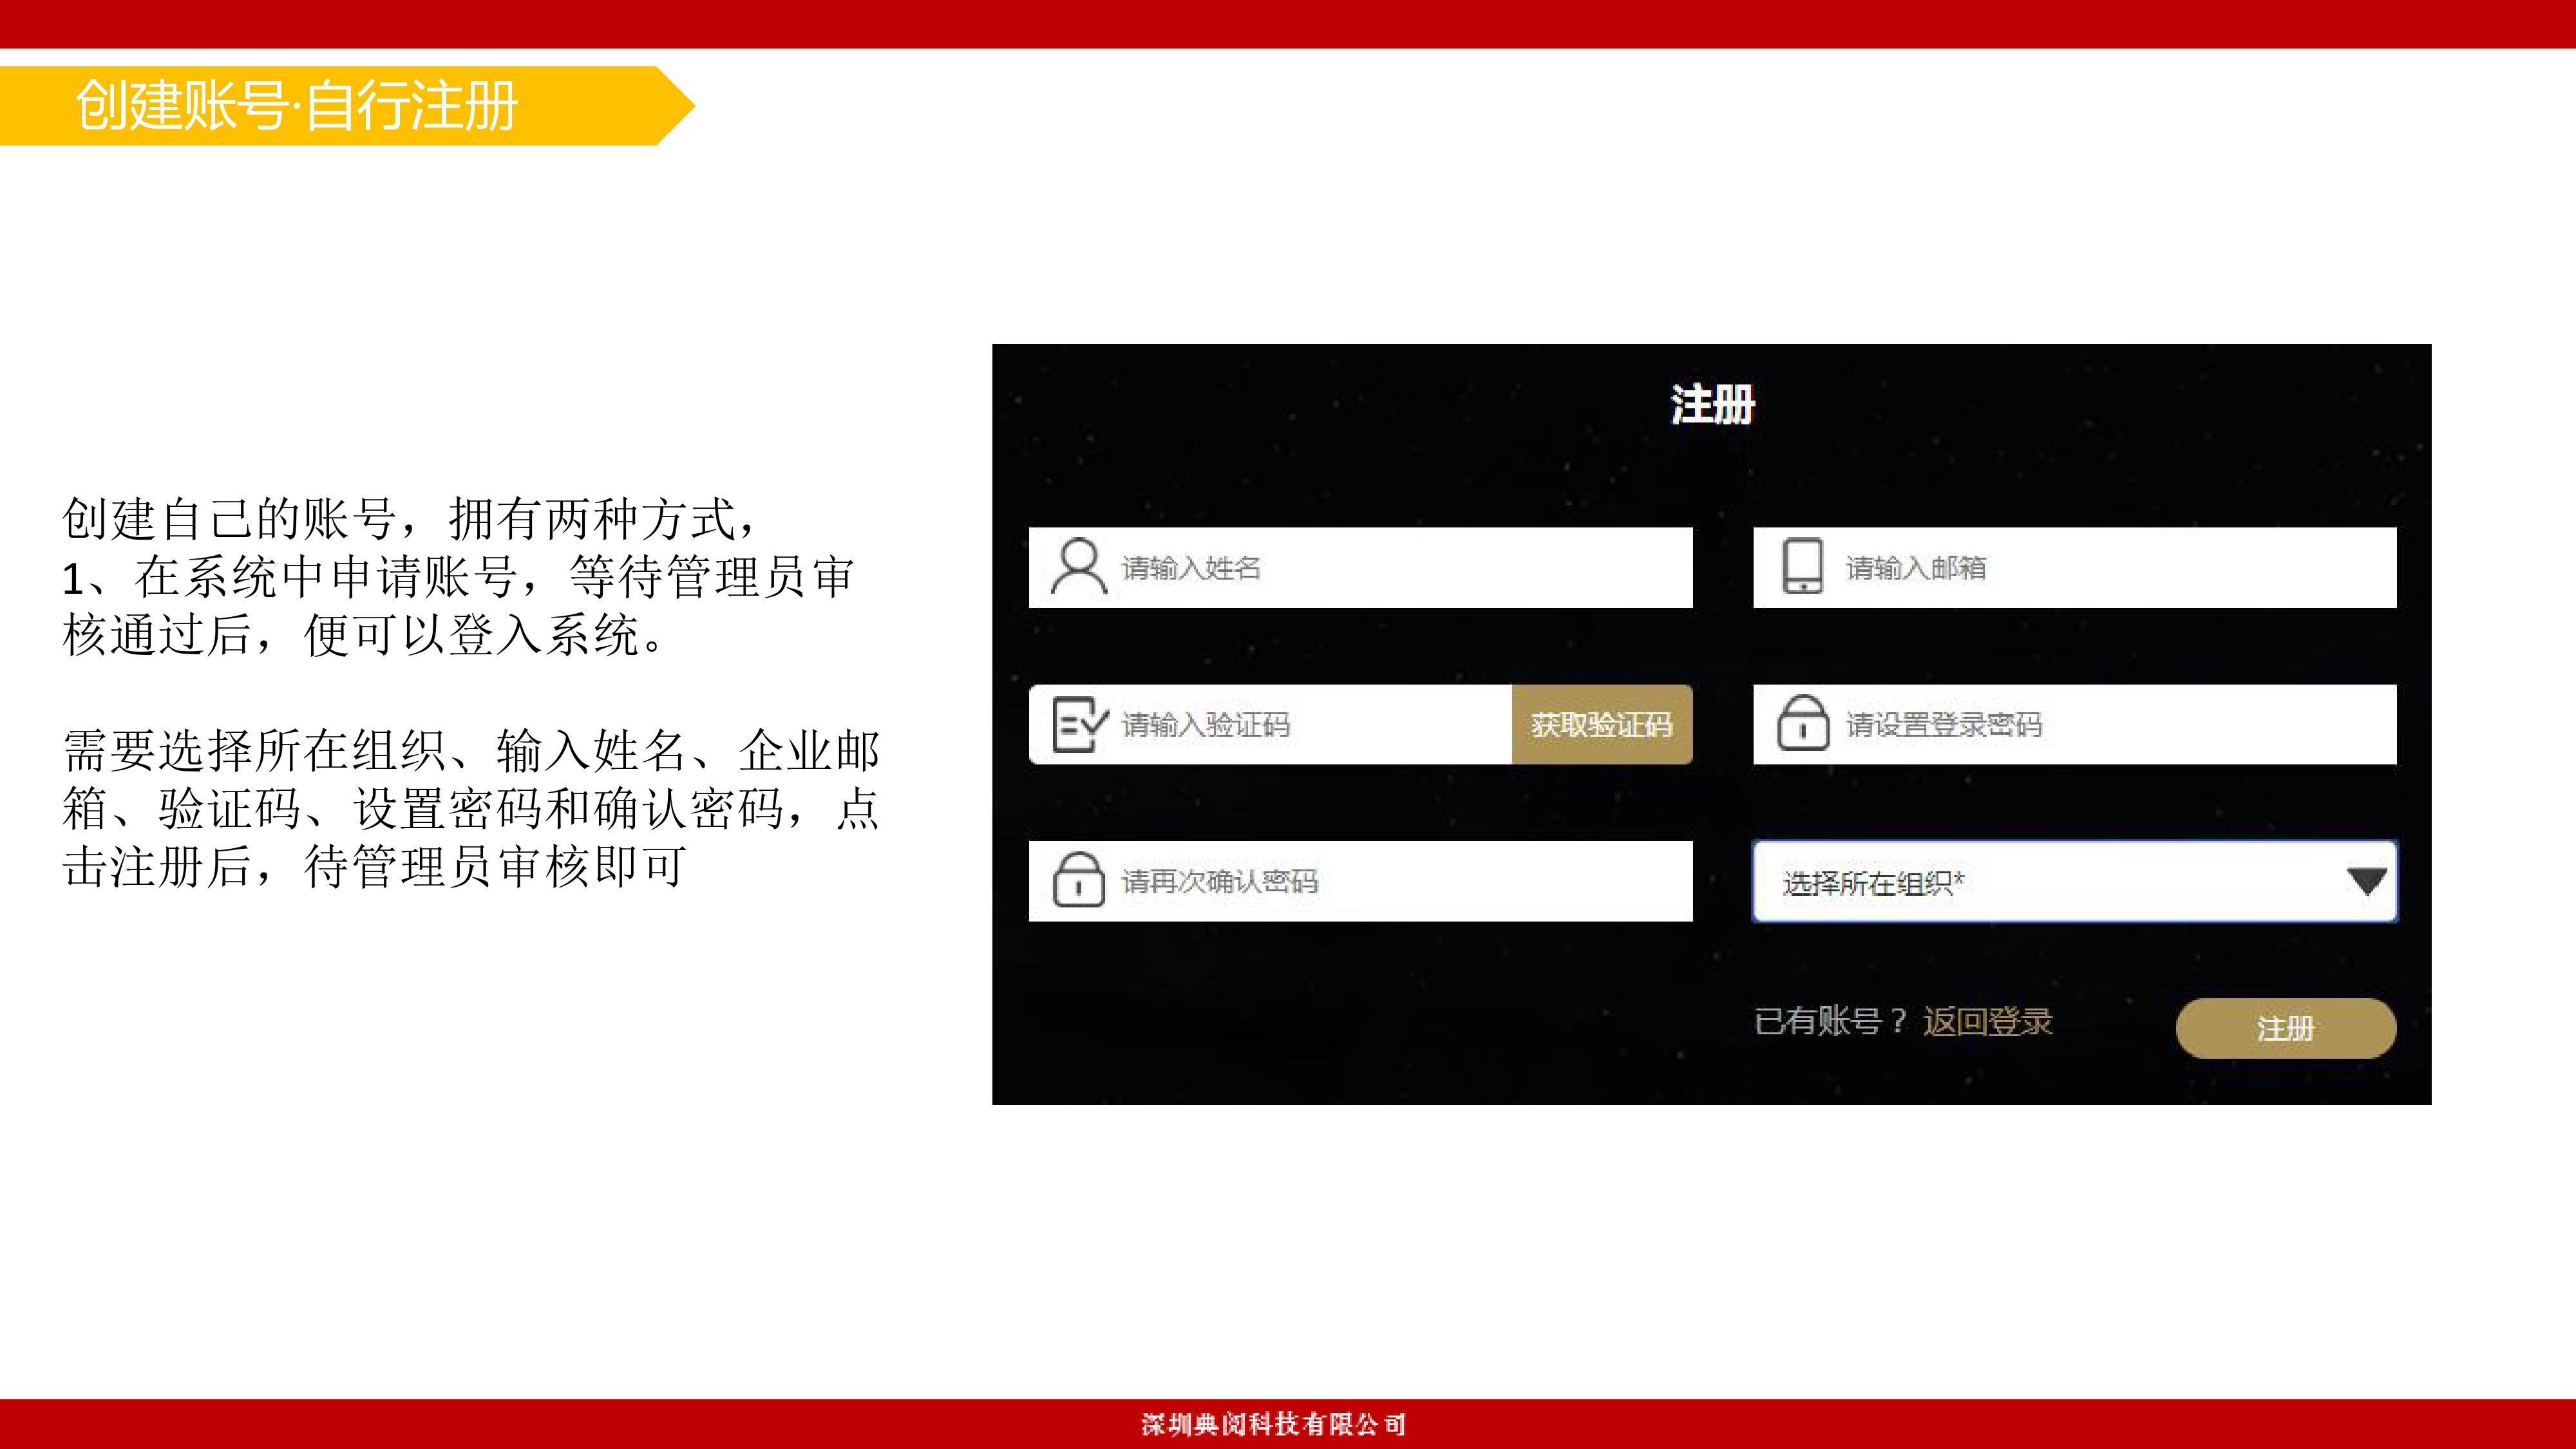 创建账号·自行注册
创建自己的账号，拥有两种方式，
1、在系统中申请账号，等待管理员审
核通过后，便可以登入系统。
需要选择所在组织、输入姓名、企业邮
箱、验证码、设置密码和确认密码，点
击注册后，待管理员审核即可
注册
请输入姓名
请输入邮箱
请输入验证码
获取验证码
请设置登录密码
请再次确认密码
选择所在组织*
已有账号？返回登录
注册
深圳典阅科技有限公司